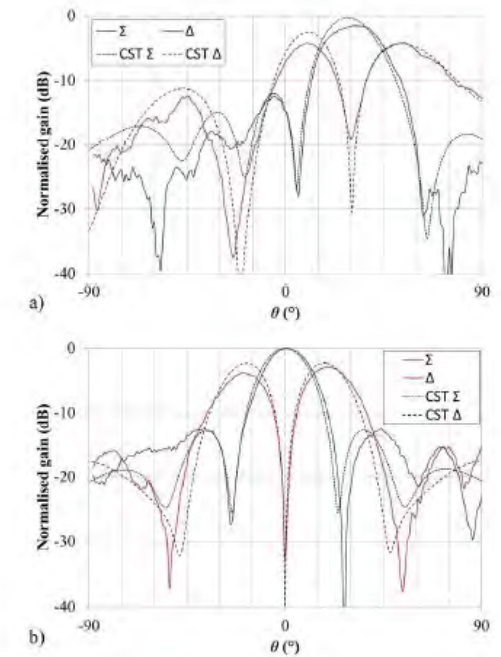 0
Σ
Δ
CST Σ
CST Δ
-10
-20
-30
-40
Normalised gain (dB)
-90
0
90
θ (°)
a)
0
Σ
Δ
CST Σ
CST Δ
-10
-20
-30
-40
Normalised gain (dB)
-90
0
90
θ (°)
b)